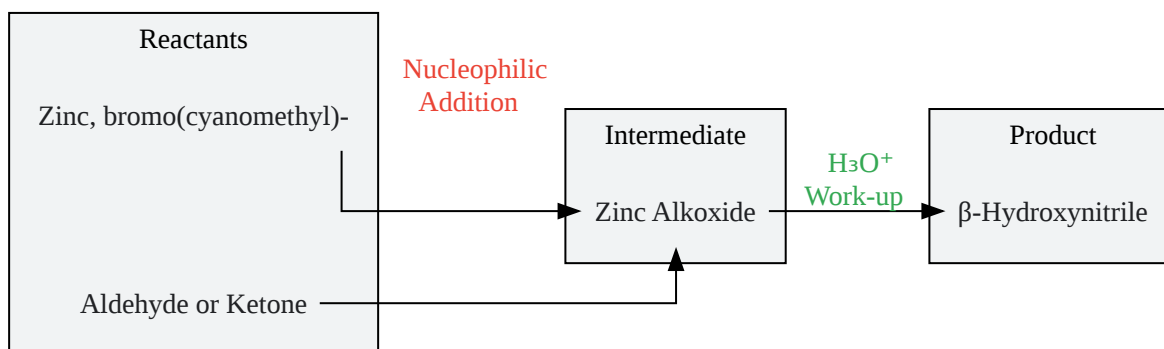 Reactants
Zinc, bromo(cyanomethyl)-
Aldehyde or Ketone
Nucleophilic
Addition
Intermediate
Zinc Alkoxide
H₃O⁺
Work-up
Product
β-Hydroxynitrile